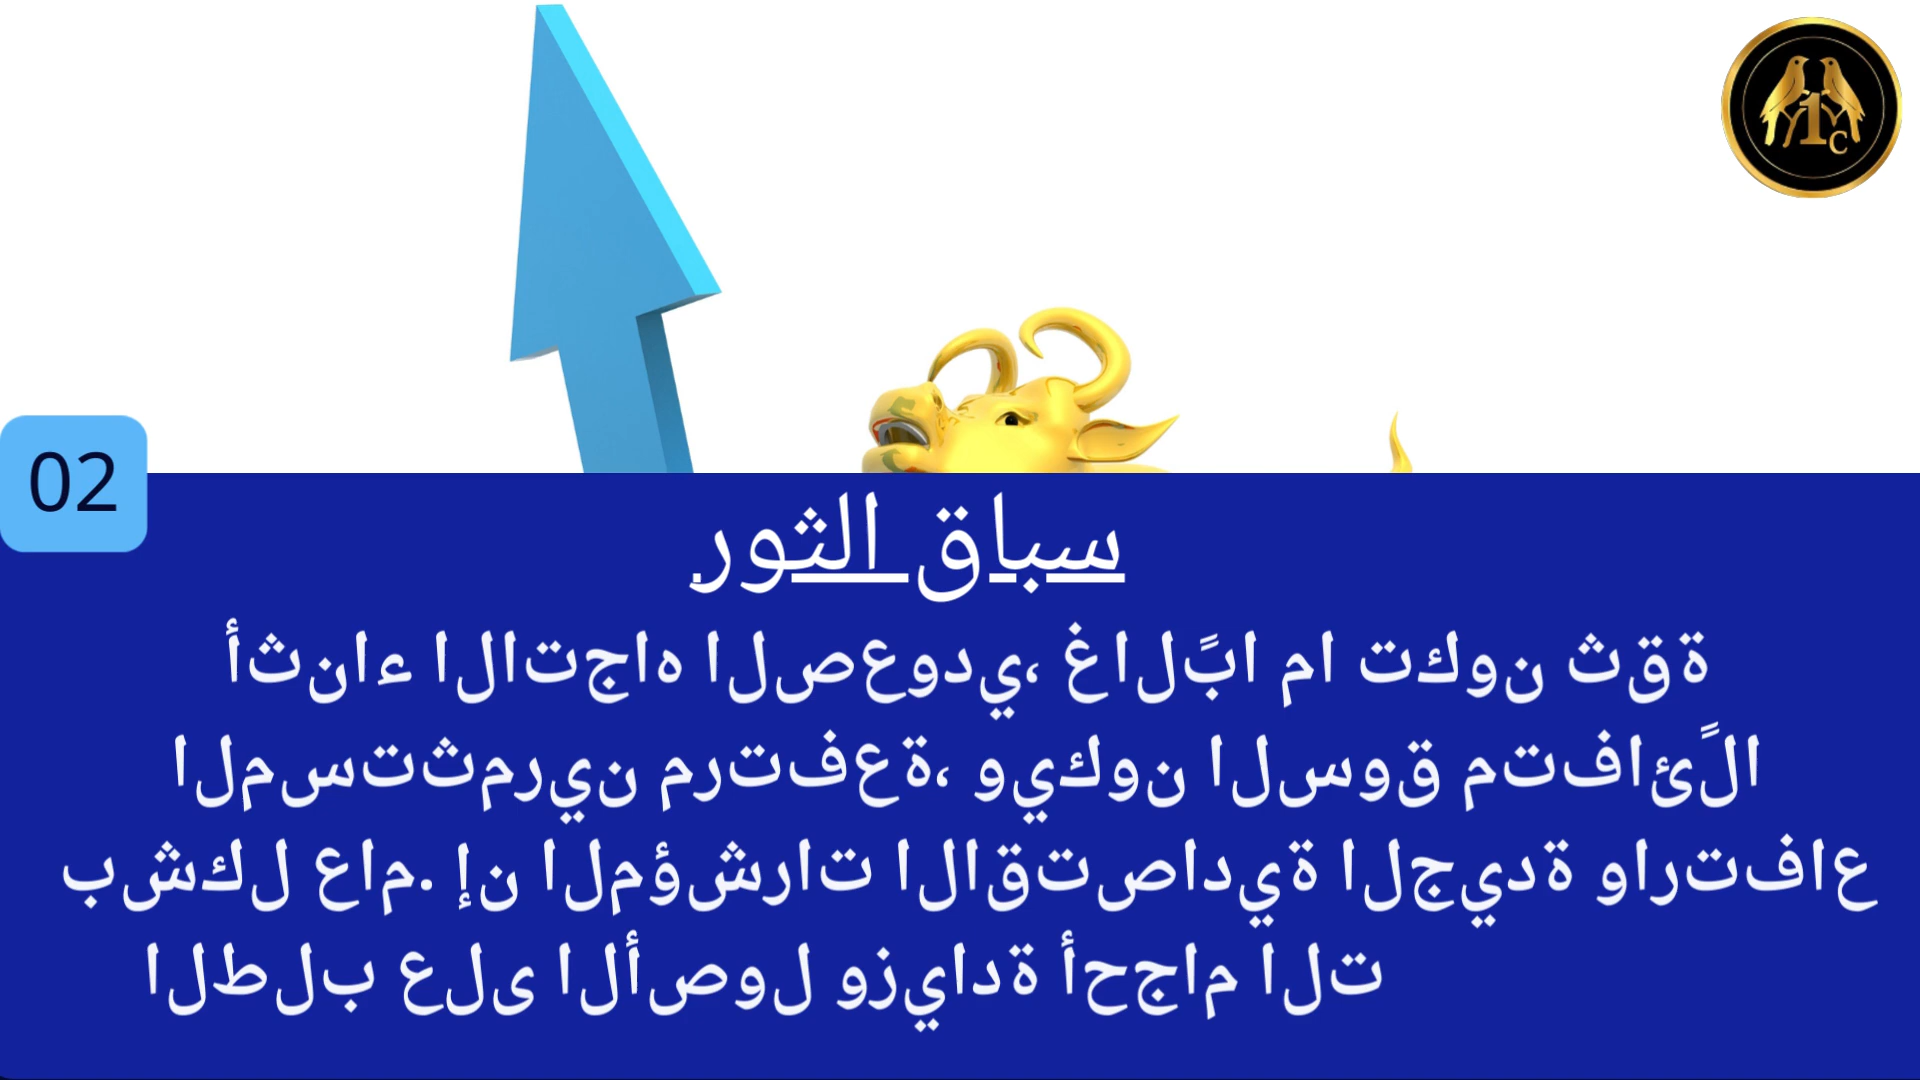 1C
02
سباق الثور.
أثناء الاتجاه الصعودي، غالبًا ما تكون ثقة
المستثمرين مرتفعة، ويكون السوق متفائلًا
بشكل عام. إن المؤشرات الاقتصادية الجيدة وارتفاع
الطلب على الأصول وزيادة أحجام الت